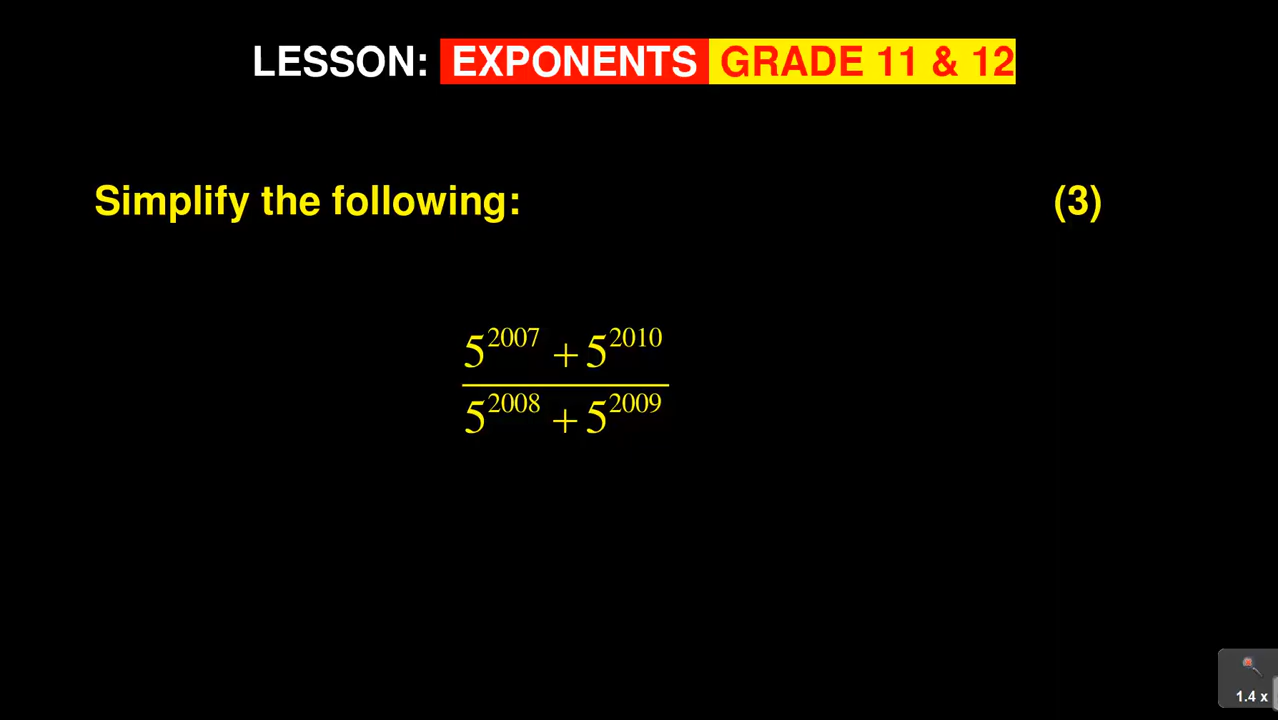 LESSON: EXPONENTS GRADE 11 & 12
Simplify the following: (3)
5^2007 + 5^2010
5^2008 + 5^2009
1.4 x